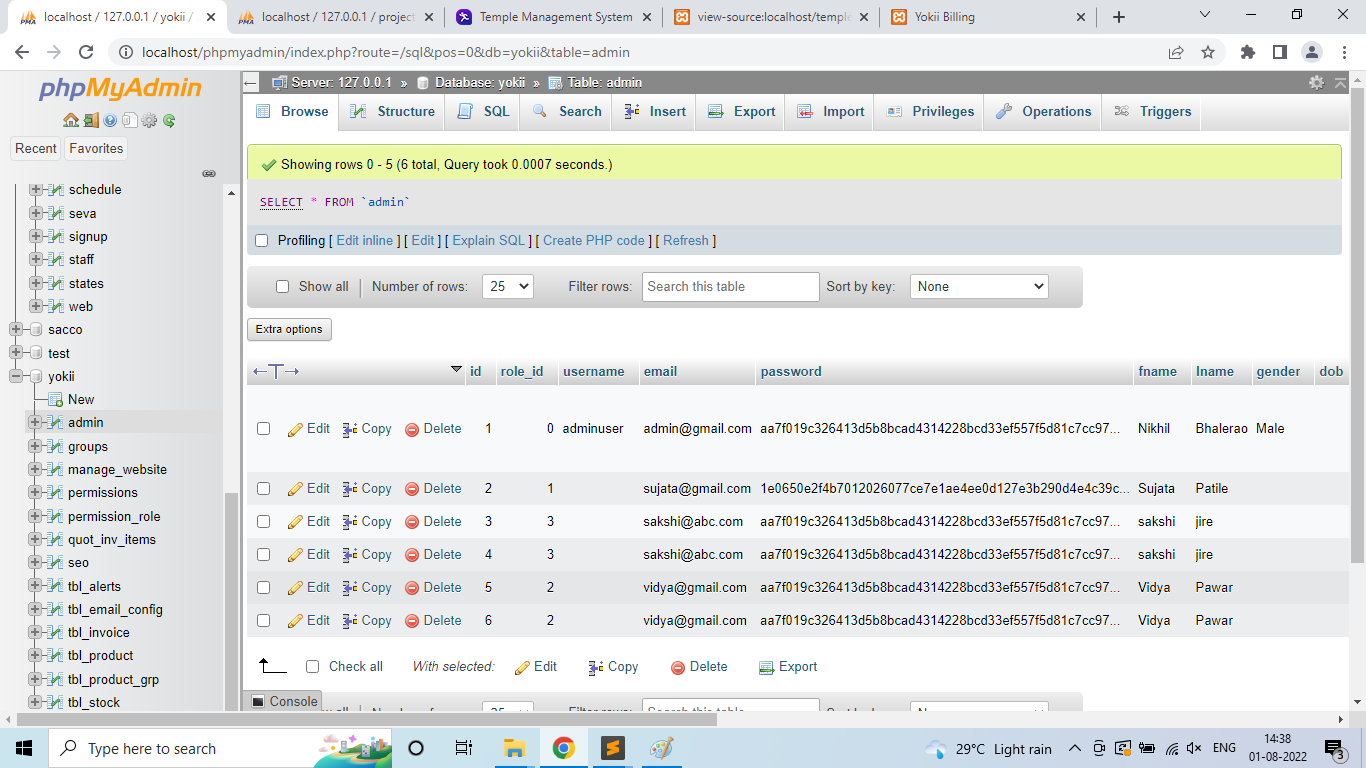 localhost / 127.0.0.1 / yokii /
localhost / 127.0.0.1 / project
Temple Management System
view-source:localhost/temple
Yokii Billing
localhost/phpmyadmin/index.php?route=/sql&pos=0&db=yokii&table=admin
phpMyAdmin
Recent Favorites
schedule
seva
signup
staff
states
web
sacco
test
yokii
New
admin
groups
manage_website
permissions
permission_role
quot_inv_items
seo
tbl_alerts
tbl_email_config
tbl_invoice
tbl_product
tbl_product_grp
tbl_stock
Server: 127.0.0.1 » Database: yokii » Table: admin
Browse Structure SQL Search Insert Export Import Privileges Operations Triggers
Showing rows 0 - 5 (6 total, Query took 0.0007 seconds.)
SELECT * FROM `admin`
Profiling [ Edit inline ] [ Edit ] [ Explain SQL ] [ Create PHP code ] [ Refresh ]
Show all Number of rows: 25 Filter rows: Search this table Sort by key: None
Extra options
id role_id username email password fname lname gender dob
Edit Copy Delete 1 0 adminuser admin@gmail.com aa7f019c326413d5b8bcad4314228bcd33ef557f5d81c7cc97... Nikhil Bhalerao Male
Edit Copy Delete 2 1 sujata@gmail.com 1e0650e2f4b7012026077ce7e1ae4ee0d127e3b290d4e4c39c... Sujata Patile
Edit Copy Delete 3 3 sakshi@abc.com aa7f019c326413d5b8bcad4314228bcd33ef557f5d81c7cc97... sakshi jire
Edit Copy Delete 4 3 sakshi@abc.com aa7f019c326413d5b8bcad4314228bcd33ef557f5d81c7cc97... sakshi jire
Edit Copy Delete 5 2 vidya@gmail.com aa7f019c326413d5b8bcad4314228bcd33ef557f5d81c7cc97... Vidya Pawar
Edit Copy Delete 6 2 vidya@gmail.com aa7f019c326413d5b8bcad4314228bcd33ef557f5d81c7cc97... Vidya Pawar
Check all With selected: Edit Copy Delete Export
Console
Type here to search
29°C Light rain
ENG
14:38
01-08-2022
3